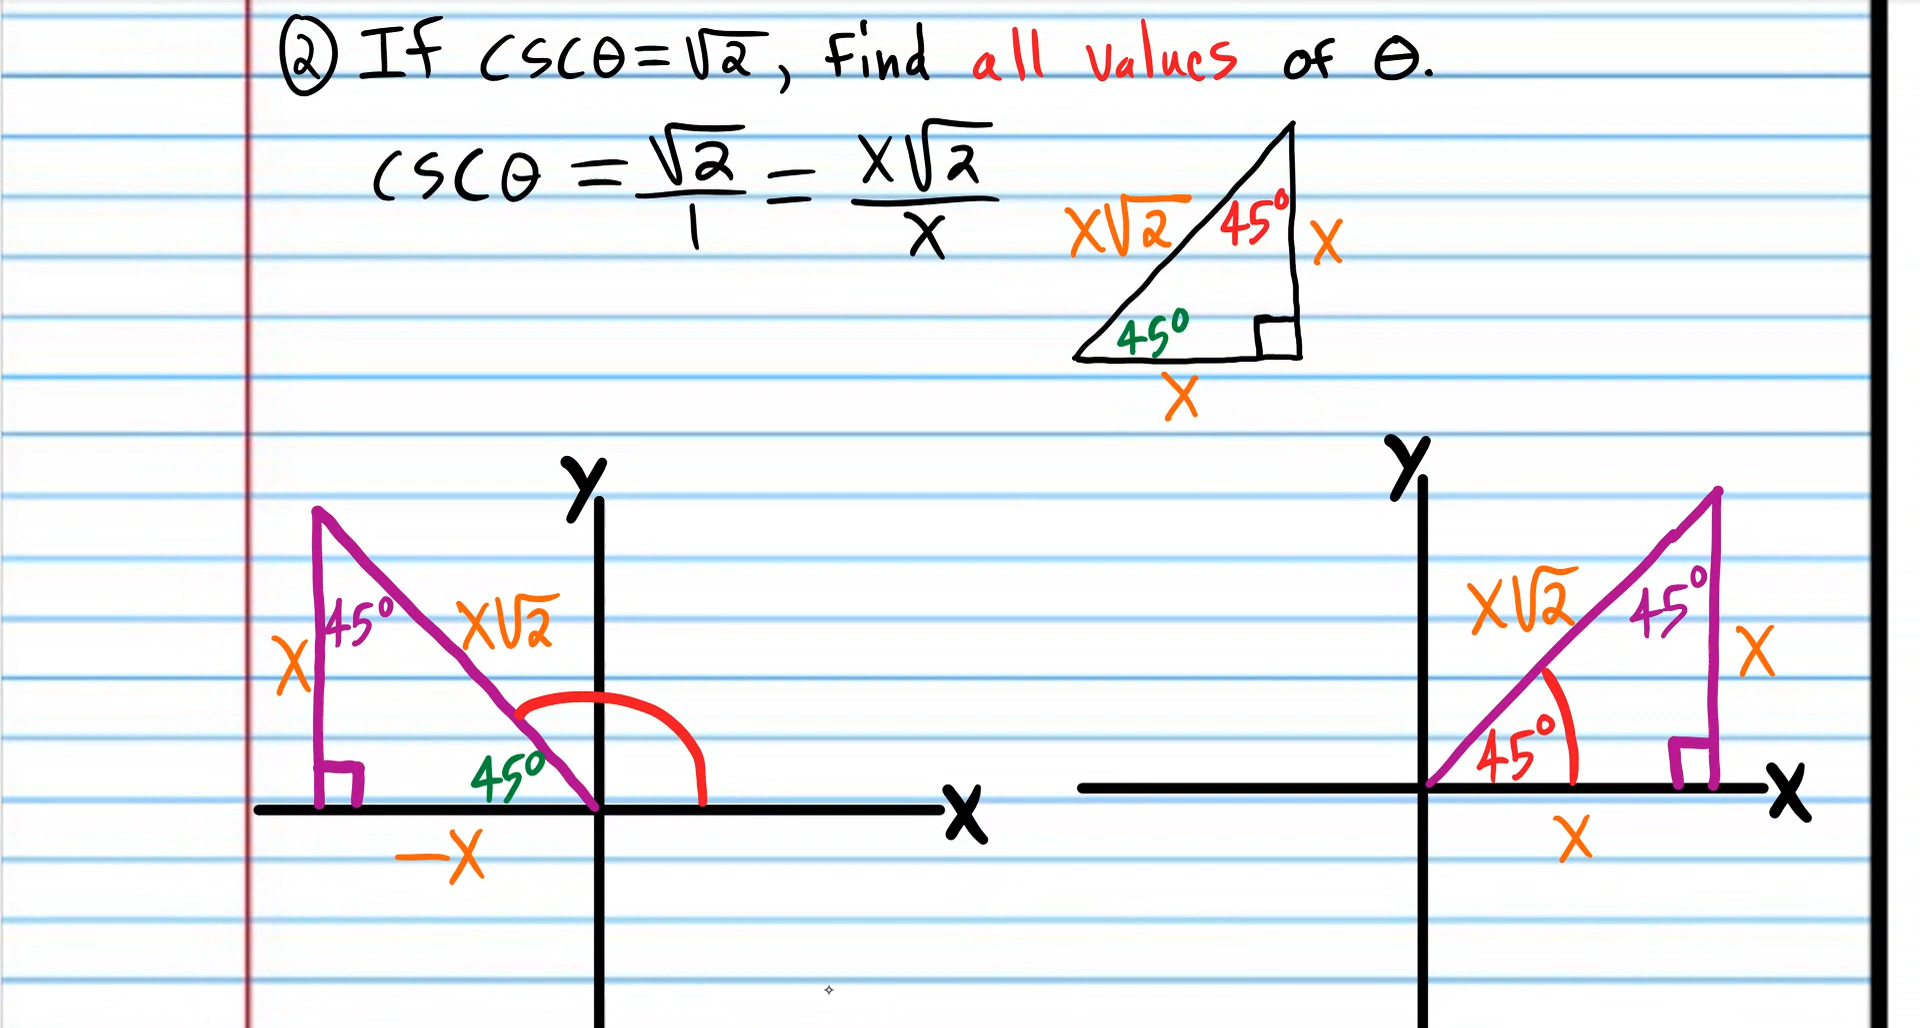 ② If cscθ = √2, find all values of θ.
cscθ = √2/1 = x√2/x
x√2 45° x
45°
x
y
45° x√2
x
45°
x
-x
y
x√2 45° x
45°
x
x